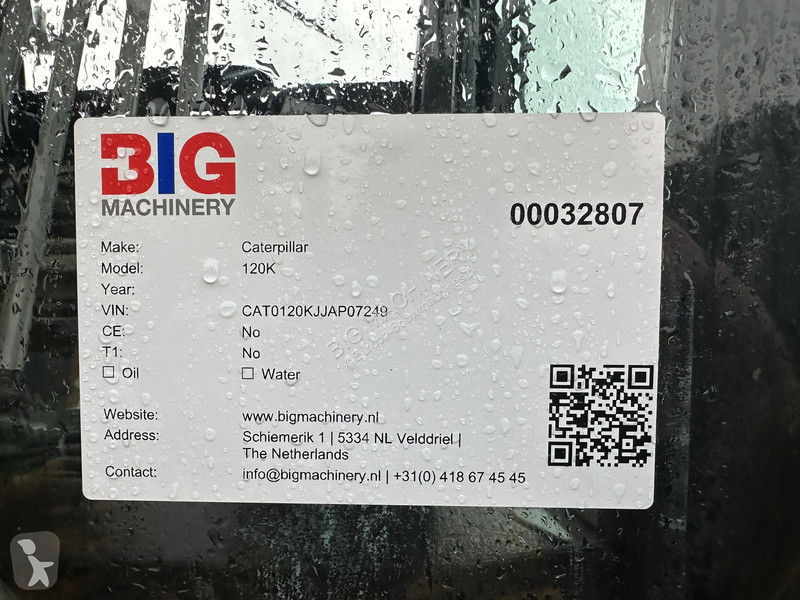 BIG
MACHINERY
00032807
Make: Caterpillar
Model: 120K
Year:
VIN: CAT0120KJJAP07249
CE: No
T1: No
☐ Oil ☐ Water
Website: www.bigmachinery.nl
Address: Schiemerik 1 | 5334 NL Velddriel |
The Netherlands
Contact: info@bigmachinery.nl | +31(0) 418 67 45 45
BIG MACHINERY